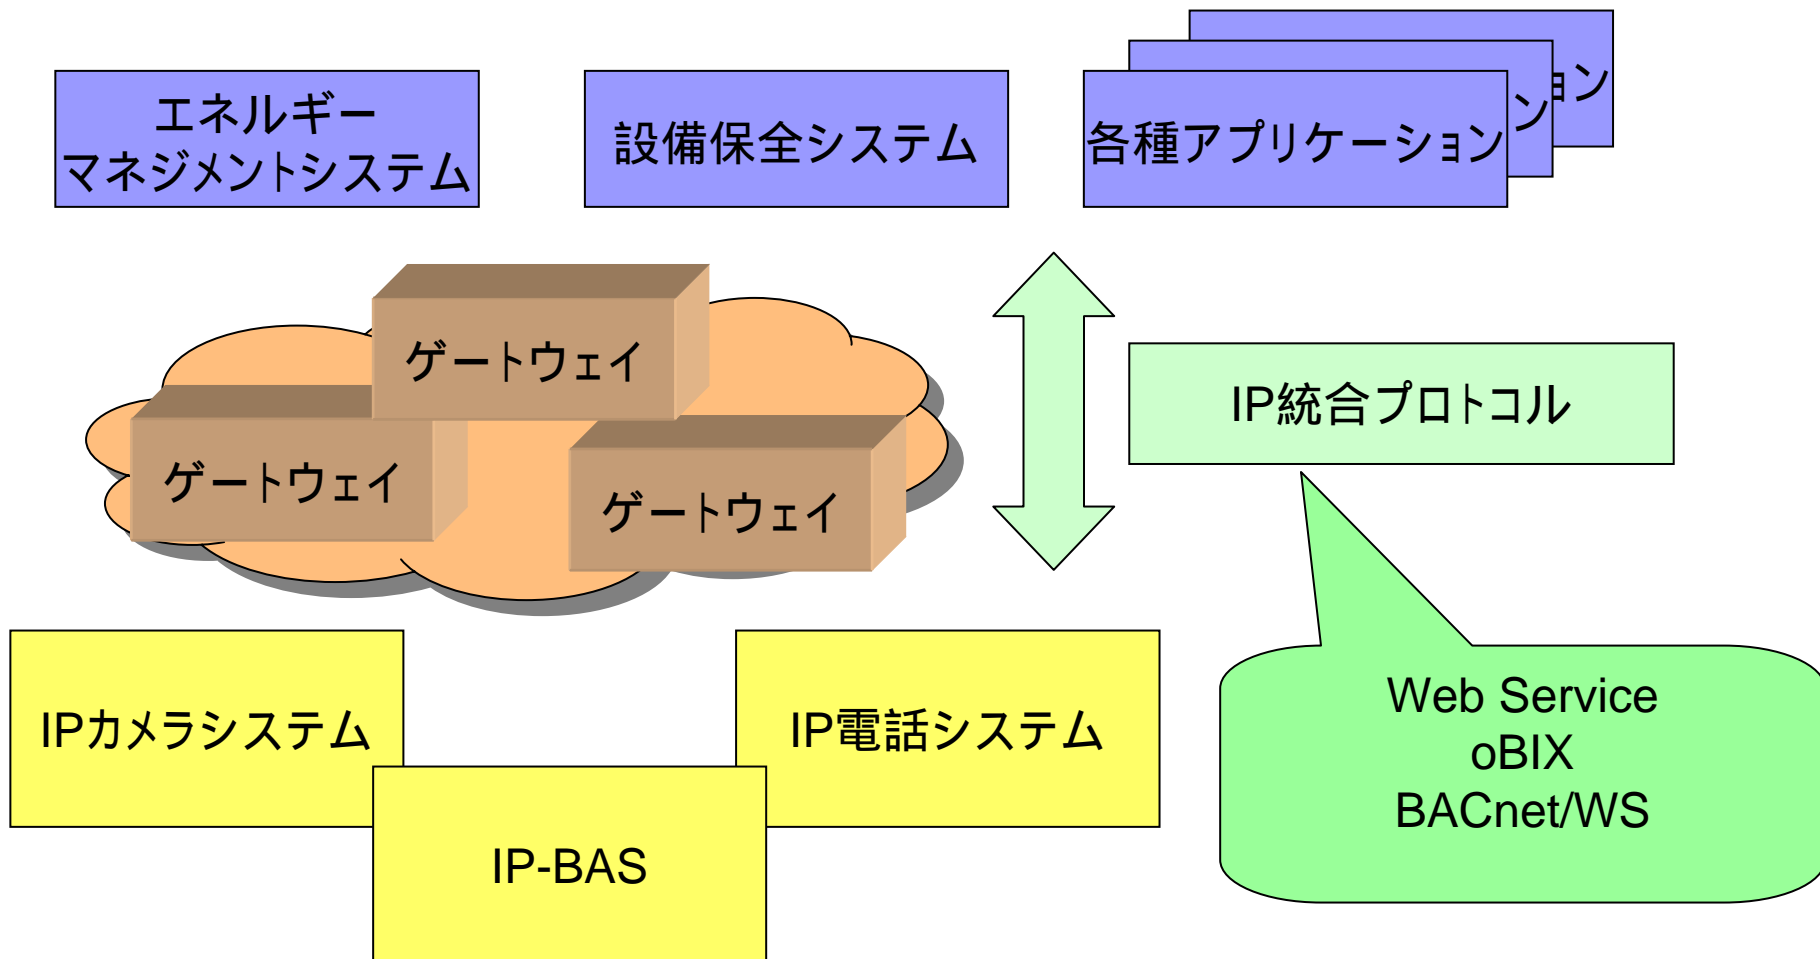 エネルギー
マネジメントシステム
設備保全システム
各種アプリケーション
ン
ョン
ゲートウェイ
ゲートウェイ
ゲートウェイ
IP統合プロトコル
IPカメラシステム
IP電話システム
IP-BAS
Web Service
oBIX
BACnet/WS